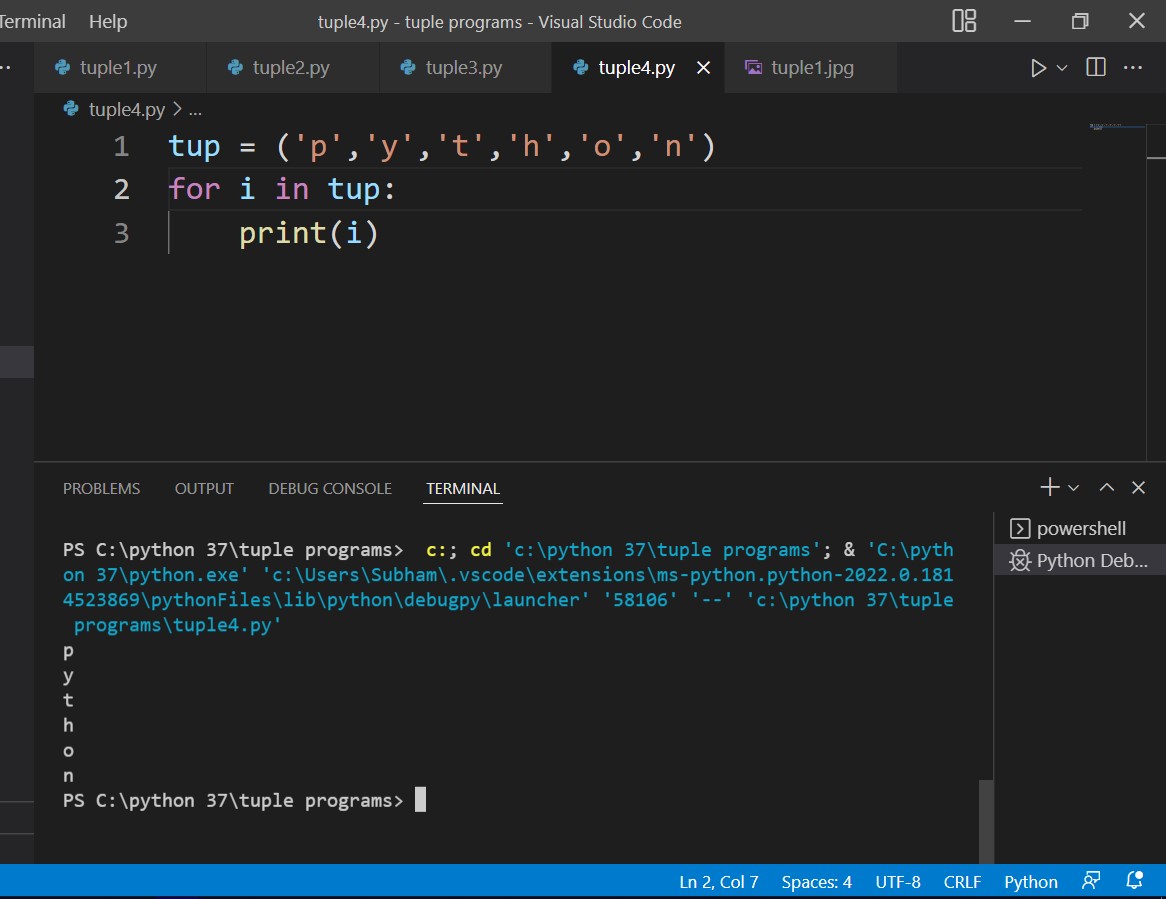 Terminal Help tuple4.py - tuple programs - Visual Studio Code
tuple1.py tuple2.py tuple3.py tuple4.py tuple1.jpg
tuple4.py > ...
1 tup = ('p','y','t','h','o','n')
2 for i in tup:
3 print(i)
PROBLEMS OUTPUT DEBUG CONSOLE TERMINAL
powershell
Python Deb...
PS C:\python 37\tuple programs> c:; cd 'c:\python 37\tuple programs'; & 'C:\pyth
on 37\python.exe' 'c:\Users\Subham\.vscode\extensions\ms-python.python-2022.0.181
4523869\pythonFiles\lib\python\debugpy\launcher' '58106' '--' 'c:\python 37\tuple
programs\tuple4.py'
p
y
t
h
o
n
PS C:\python 37\tuple programs>
Ln 2, Col 7 Spaces: 4 UTF-8 CRLF Python